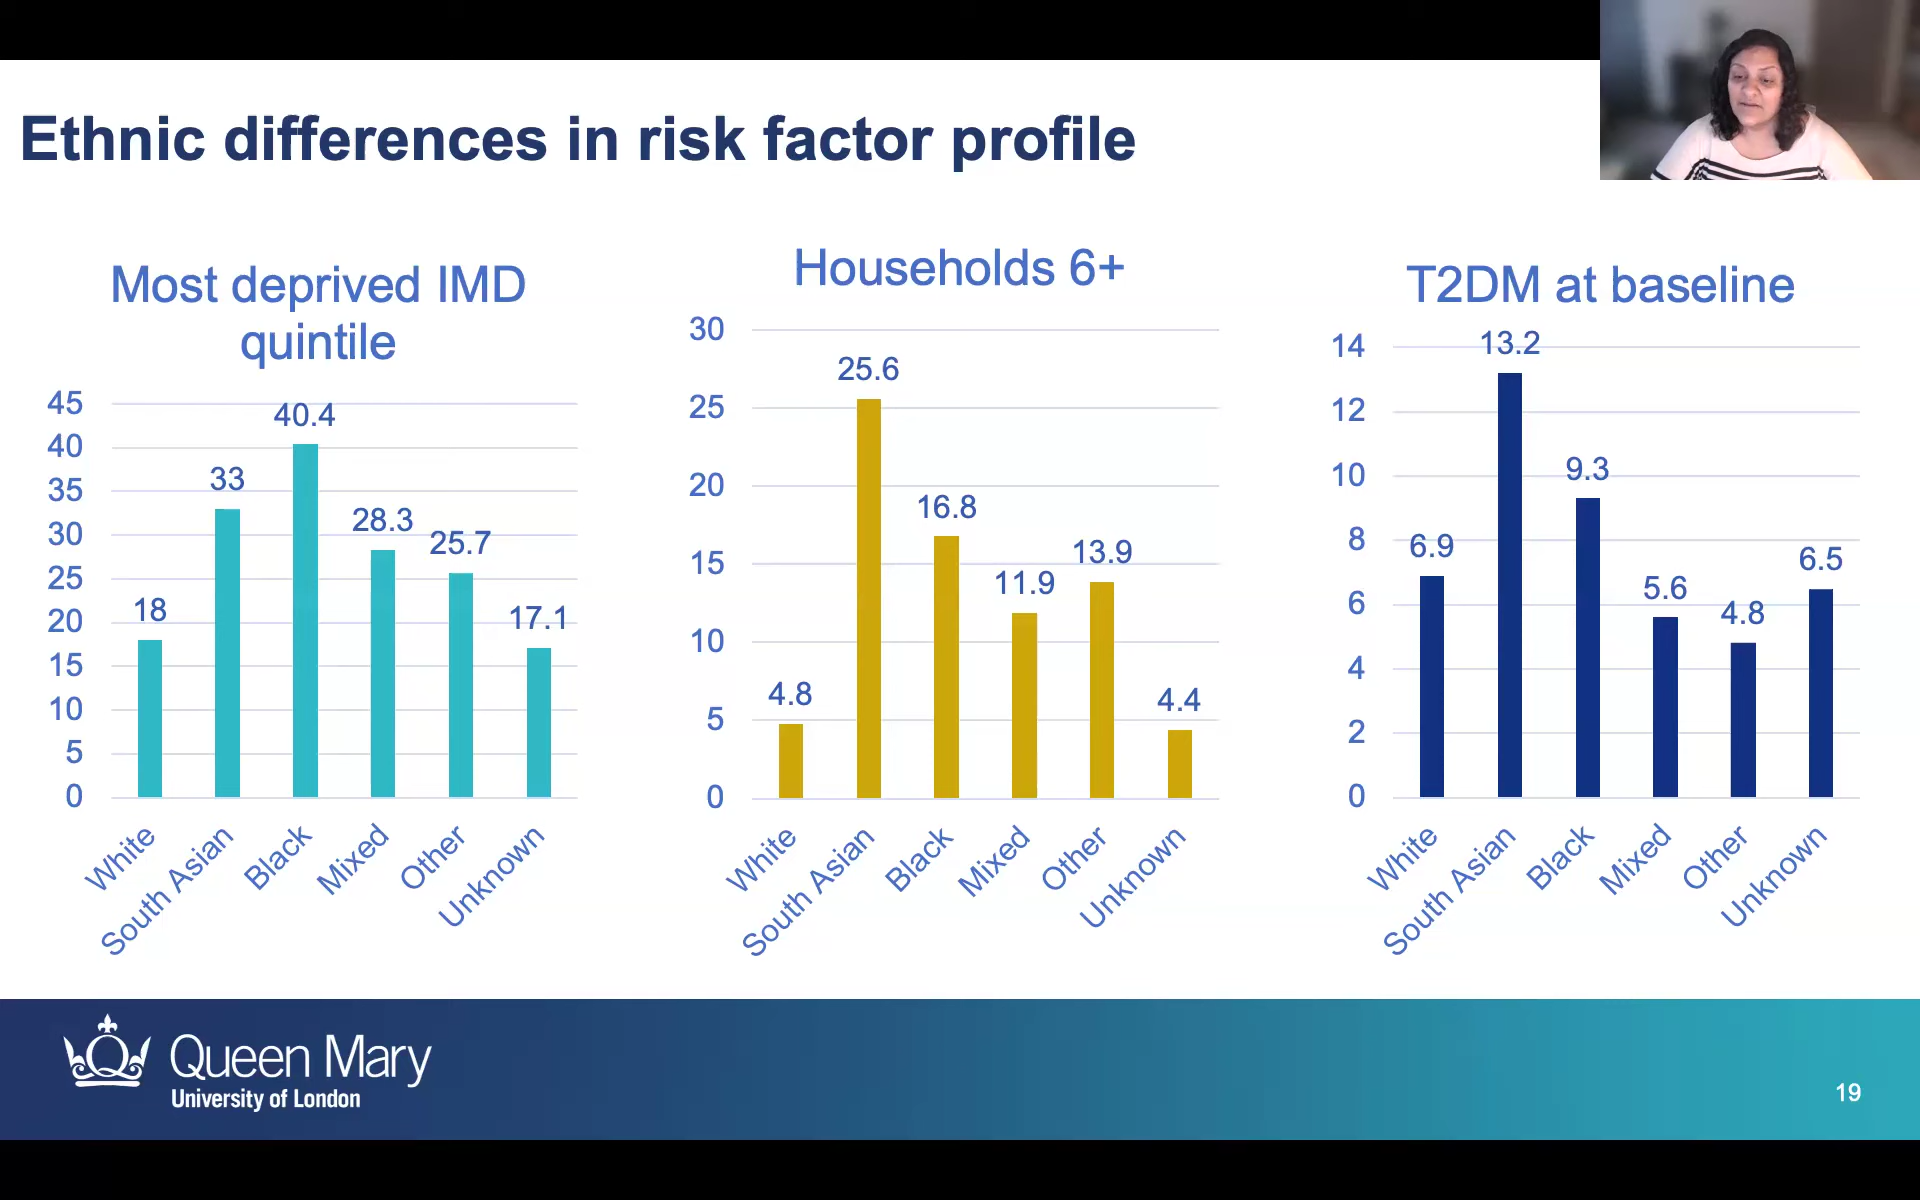 Ethnic differences in risk factor profile
Most deprived IMD
quintile
45
40
35
30
25
20
15
10
5
0
18
33
40.4
28.3
25.7
17.1
White
South Asian
Black
Mixed
Other
Unknown
Households 6+
30
25
20
15
10
5
0
4.8
25.6
16.8
11.9
13.9
4.4
White
South Asian
Black
Mixed
Other
Unknown
T2DM at baseline
14
12
10
8
6
4
2
0
6.9
13.2
9.3
5.6
4.8
6.5
White
South Asian
Black
Mixed
Other
Unknown
Queen Mary
University of London
19